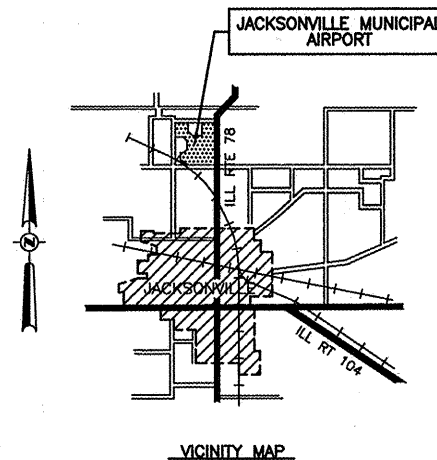 JACKSONVILLE MUNICIPAL
AIRPORT
ILL RTE 78
N
JACKSONVILLE
ILL RT 104
VICINITY MAP